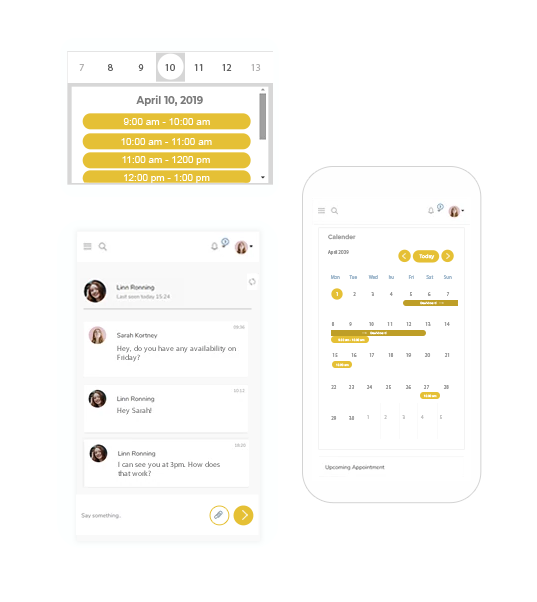 7 8 9 10 11 12 13
April 10, 2019
9:00 am - 10:00 am
10:00 am - 11:00 am
11:00 am - 1200 pm
12:00 pm - 1:00 pm
Linn Ronning
Last seen today 15:24
09:36
Sarah Kortney
Hey, do you have any availability on
Friday?
10:12
Linn Ronning
Hey Sarah!
Linn Ronning
I can see you at 3pm. How does
that work?
Say something..
Calender
April 2019
Today
Mon Tue Wed Fri Sat Sun
1 2 3 4 5 6 7
8 9 10 11 12 13 14
15 16 17 18 19 20 21
22 23 24 25 26 27 28
29 30 1 2 3 4 5
Upcoming Appointment